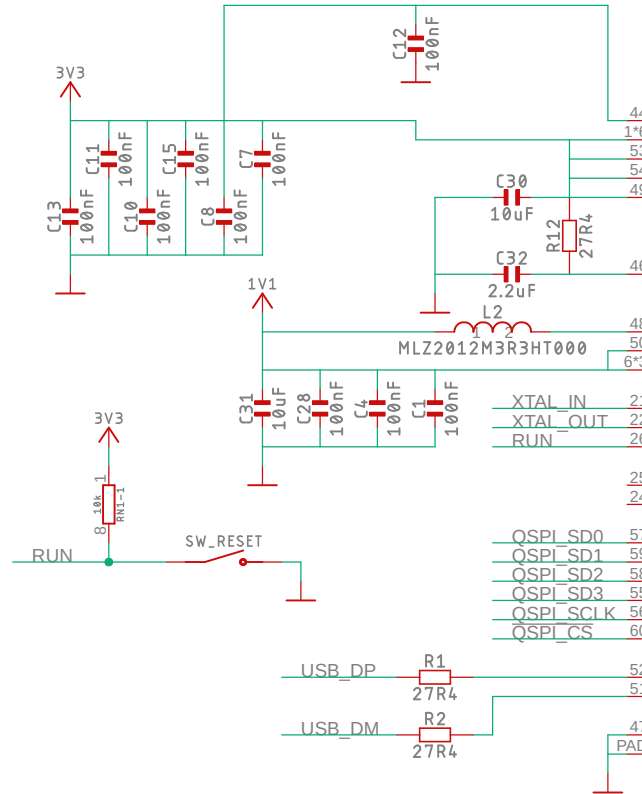 C12
100nF
3V3
C11
100nF
C15
100nF
C7
100nF
C13
100nF
C10
100nF
C8
100nF
44
1*6
53
54
49
C30
10uF
R12
27R4
C32
2.2uF
46
1V1
L2
1 2
MLZ2012M3R3HT000
48
50
6*3
C31
10uF
C28
100nF
C4
100nF
C1
100nF
XTAL_IN
21
XTAL_OUT
22
RUN
26
3V3
1
10k
RN1-1
8
25
24
RUN
SW_RESET
QSPI_SD0
57
QSPI_SD1
59
QSPI_SD2
58
QSPI_SD3
55
QSPI_SCLK
56
QSPI_CS
60
USB_DP
R1
27R4
52
51
USB_DM
R2
27R4
47
PAD